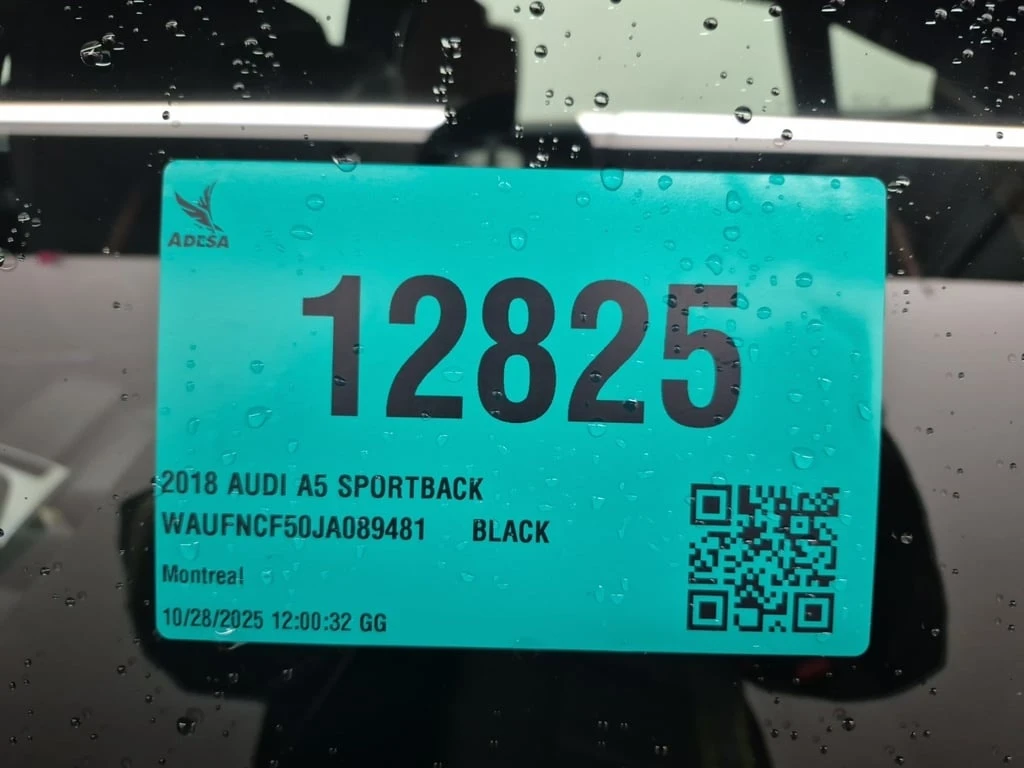 ADESA
12825
2018 AUDI A5 SPORTBACK
WAUFNCF50JA089481 BLACK
Montreal
10/28/2025 12:00:32 GG